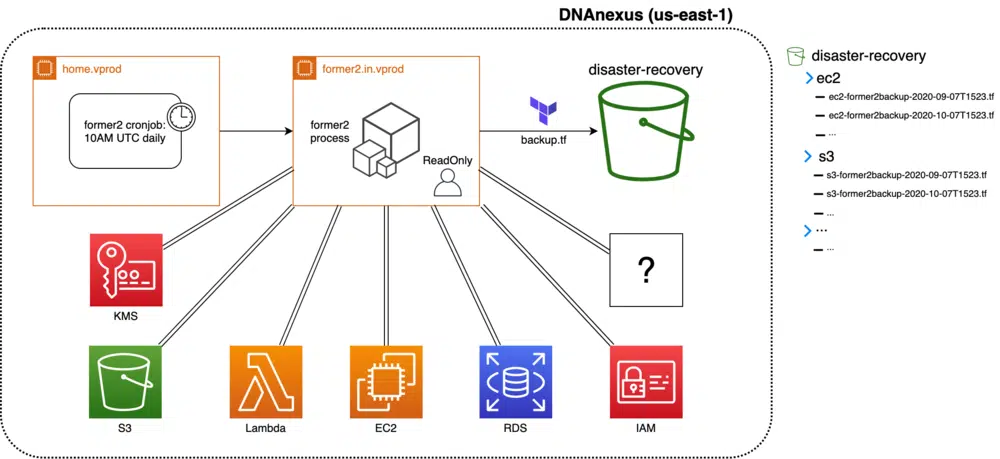 DNAnexus (us-east-1)
home.vprod
former2 cronjob:
10AM UTC daily
former2.in.vprod
former2
process
ReadOnly
backup.tf
disaster-recovery
KMS
?
S3
Lambda
EC2
RDS
IAM
disaster-recovery
ec2
ec2-former2backup-2020-09-07T1523.tf
ec2-former2backup-2020-10-07T1523.tf
...
s3
s3-former2backup-2020-09-07T1523.tf
s3-former2backup-2020-10-07T1523.tf
...
...
...